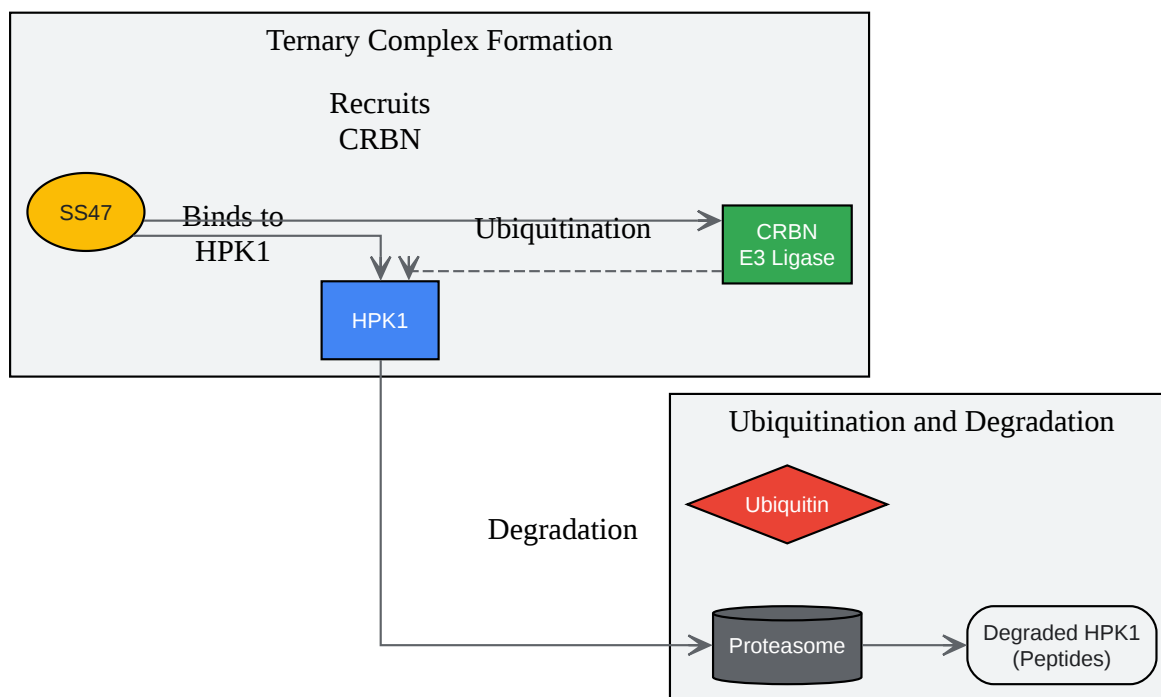 Ternary Complex Formation
Recruits
CRBN
SS47
Binds to
HPK1
Ubiquitination
CRBN
E3 Ligase
HPK1
Ubiquitination and Degradation
Ubiquitin
Degradation
Proteasome
Degraded HPK1
(Peptides)